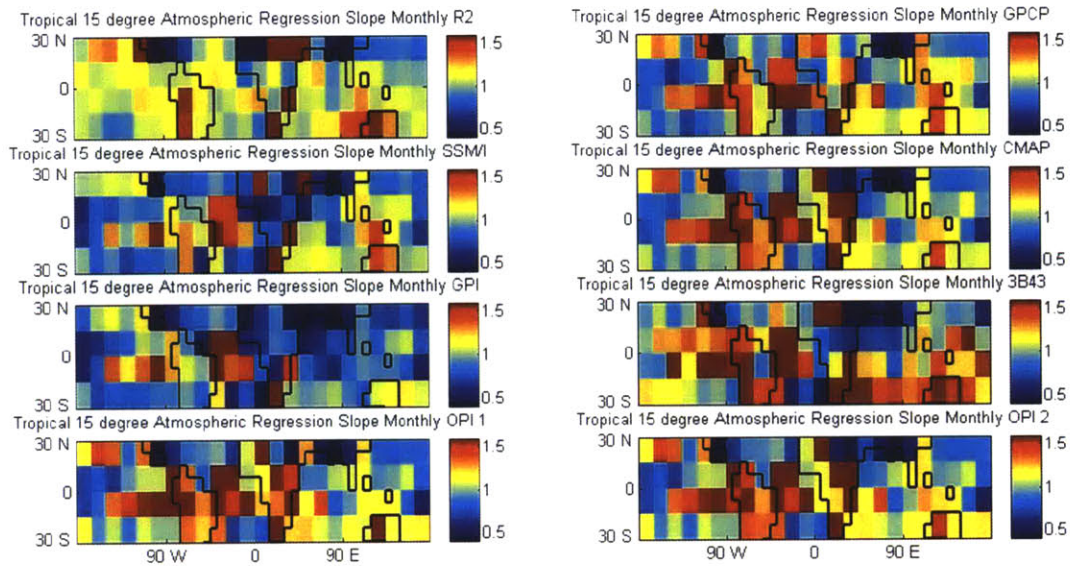 Tropical 15 degree Atmospheric Regression Slope Monthly R2
30 N
0
30 S
1.5
1
0.5
Tropical 15 degree Atmospheric Regression Slope Monthly SSM/I
30 N
0
30 S
1.5
1
0.5
Tropical 15 degree Atmospheric Regression Slope Monthly GPI
30 N
0
30 S
1.5
1
0.5
Tropical 15 degree Atmospheric Regression Slope Monthly OPI 1
30 N
0
30 S
90 W 0 90 E
1.5
1
0.5
Tropical 15 degree Atmospheric Regression Slope Monthly GPCP
30 N
0
30 S
1.5
1
0.5
Tropical 15 degree Atmospheric Regression Slope Monthly CMAP
30 N
0
30 S
1.5
1
0.5
Tropical 15 degree Atmospheric Regression Slope Monthly 3B43
30 N
0
30 S
1.5
1
0.5
Tropical 15 degree Atmospheric Regression Slope Monthly OPI 2
30 N
0
30 S
90 W 0 90 E
1.5
1
0.5